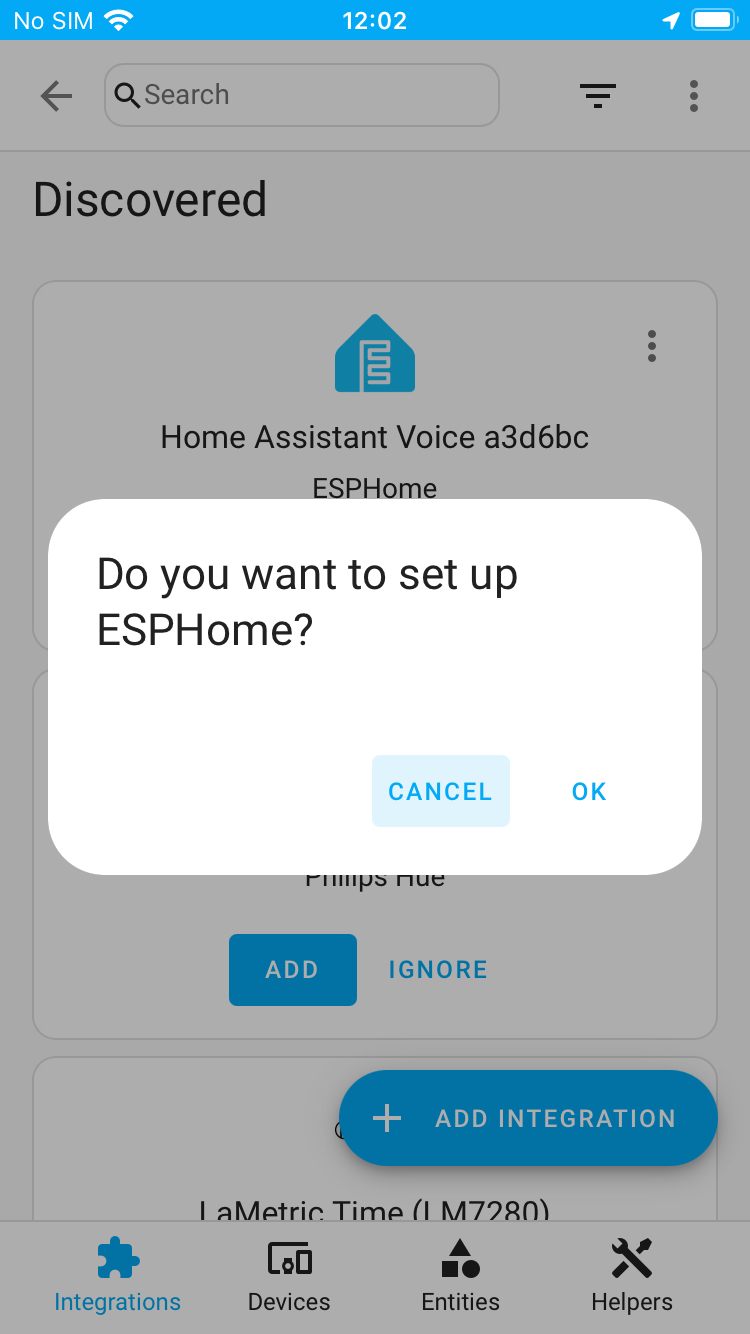 No SIM 12:02
Search
Discovered
Home Assistant Voice a3d6bc
ESPHome
Do you want to set up
ESPHome?
CANCEL OK
Philips Hue
ADD IGNORE
ADD INTEGRATION
LaMetric Time (LM7280)
Integrations Devices Entities Helpers